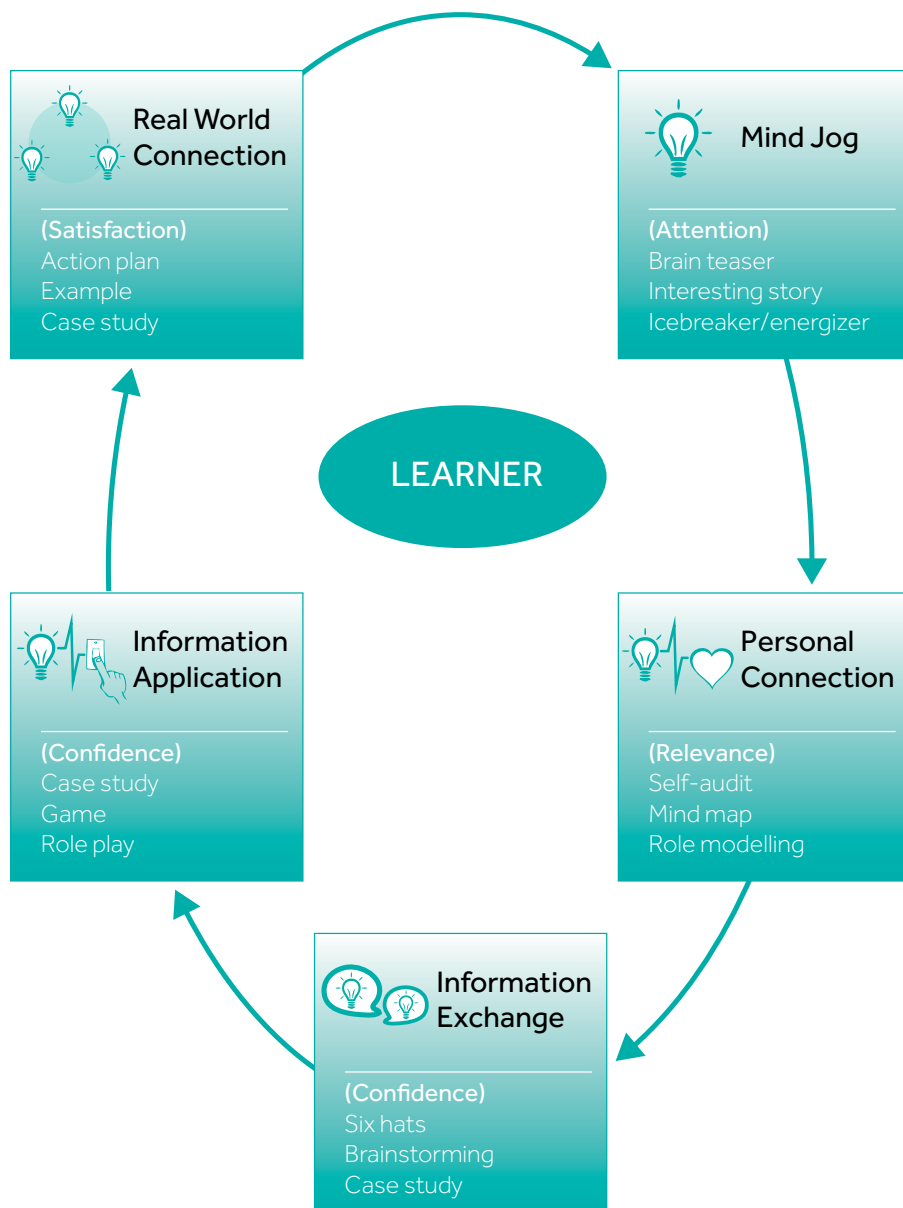 Real World
Connection
(Satisfaction)
Action plan
Example
Case study
Mind Jog
(Attention)
Brain teaser
Interesting story
Icebreaker/energizer
LEARNER
Information
Application
(Confidence)
Case study
Game
Role play
Personal
Connection
(Relevance)
Self-audit
Mind map
Role modelling
Information
Exchange
(Confidence)
Six hats
Brainstorming
Case study